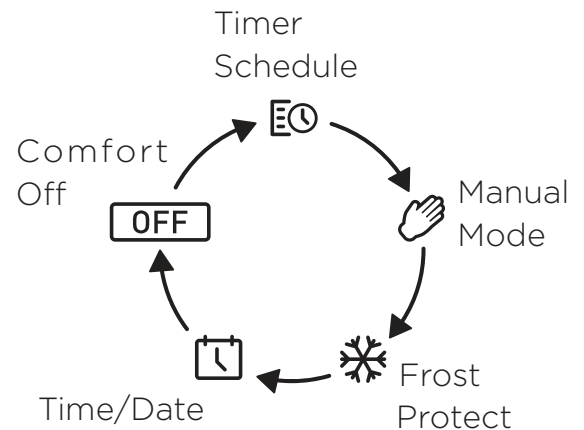 Timer
Schedule
Comfort
Off
OFF
Manual
Mode
Frost
Protect
Time/Date